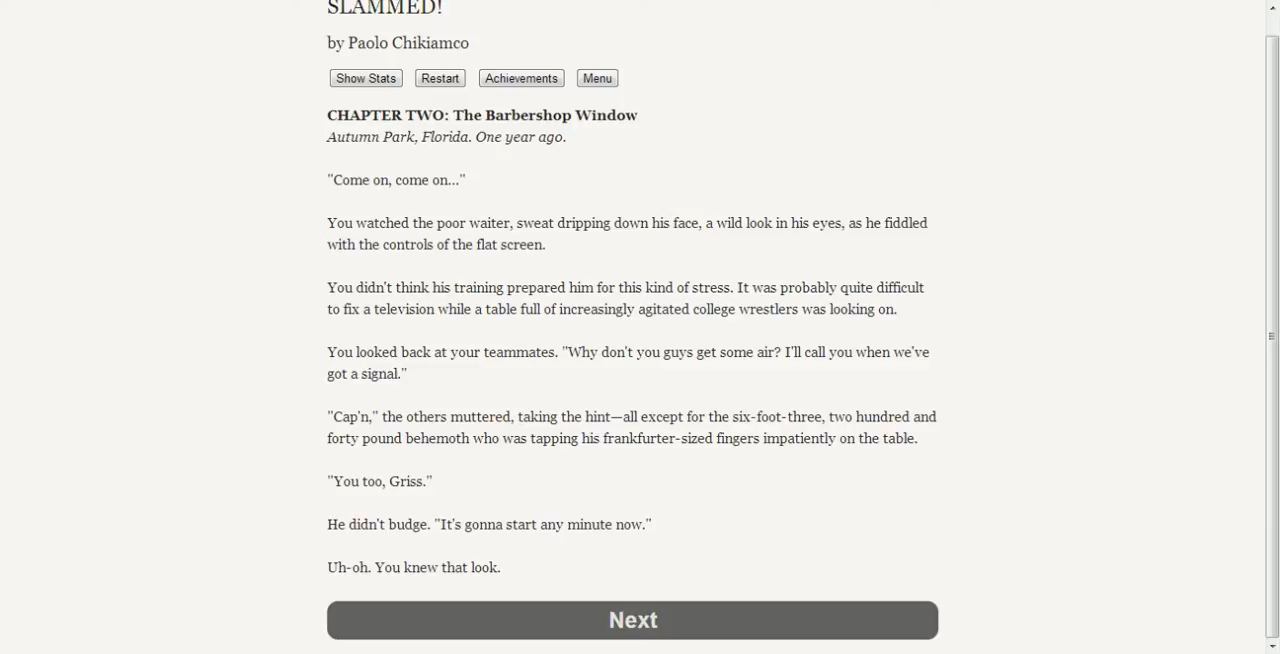 SLAMMED!
by Paolo Chikiamco
Show Stats Restart Achievements Menu
CHAPTER TWO: The Barbershop Window
Autumn Park, Florida. One year ago.
"Come on, come on..."
You watched the poor waiter, sweat dripping down his face, a wild look in his eyes, as he fiddled
with the controls of the flat screen.
You didn't think his training prepared him for this kind of stress. It was probably quite difficult
to fix a television while a table full of increasingly agitated college wrestlers was looking on.
You looked back at your teammates. "Why don't you guys get some air? I'll call you when we've
got a signal."
"Cap'n," the others muttered, taking the hint—all except for the six-foot-three, two hundred and
forty pound behemoth who was tapping his frankfurter-sized fingers impatiently on the table.
"You too, Griss."
He didn't budge. "It's gonna start any minute now."
Uh-oh. You knew that look.
Next